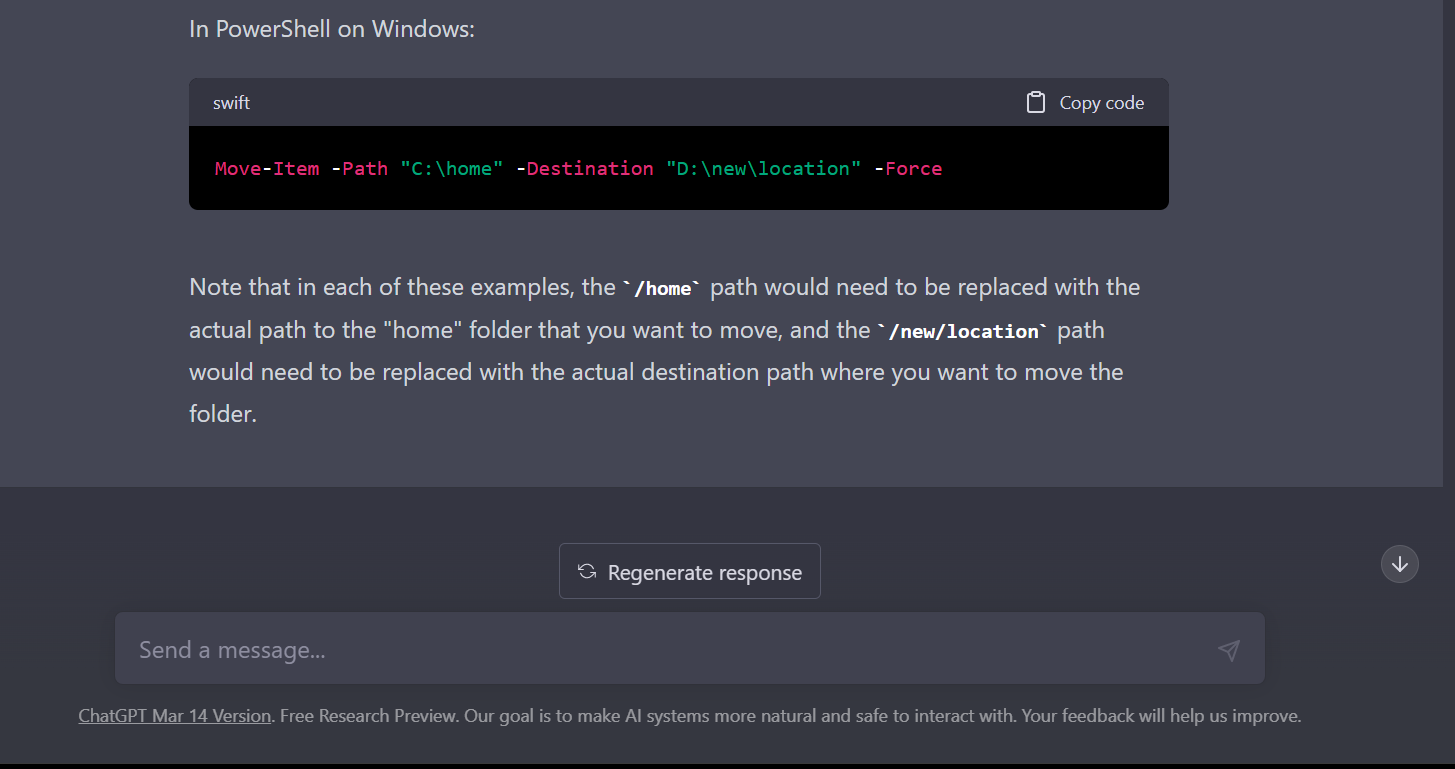 In PowerShell on Windows:
swift
Copy code
Move-Item -Path "C:\home" -Destination "D:\new\location" -Force
Note that in each of these examples, the `/home` path would need to be replaced with the
actual path to the "home" folder that you want to move, and the `/new/location` path
would need to be replaced with the actual destination path where you want to move the
folder.
Regenerate response
Send a message...
ChatGPT Mar 14 Version. Free Research Preview. Our goal is to make AI systems more natural and safe to interact with. Your feedback will help us improve.